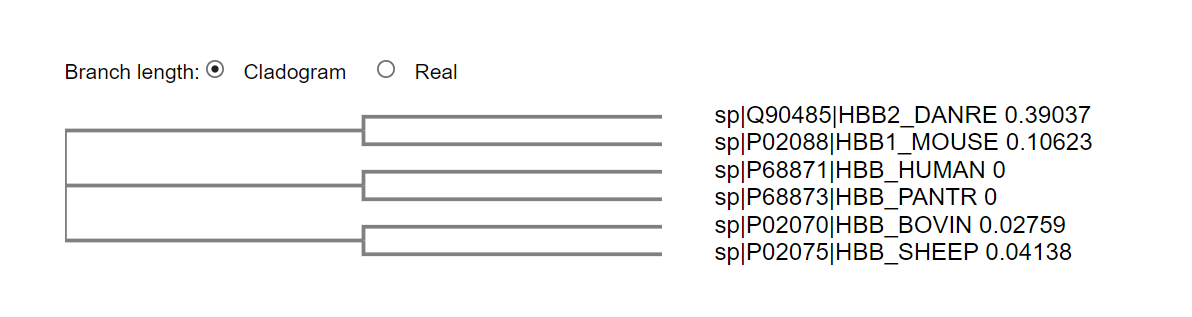 Branch length: Cladogram Real
sp|Q90485|HBB2_DANRE 0.39037
sp|P02088|HBB1_MOUSE 0.10623
sp|P68871|HBB_HUMAN 0
sp|P68873|HBB_PANTR 0
sp|P02070|HBB_BOVIN 0.02759
sp|P02075|HBB_SHEEP 0.04138